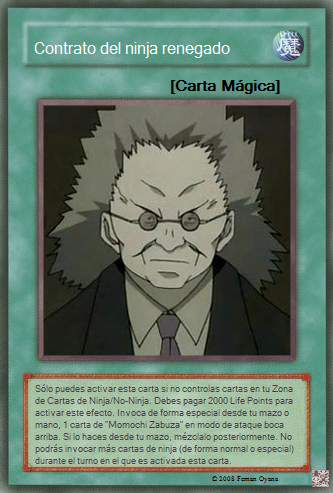 Contrato del ninja renegado
魔
[Carta Mágica]
Sólo puedes activar esta carta si no controlas cartas en tu Zona
de Cartas de Ninja/No-Ninja. Debes pagar 2000 Life Points para
activar este efecto. Invoca de forma especial desde tu mazo o
mano, 1 carta de "Momochi Zabuza" en modo de ataque boca
arriba. Si lo haces desde tu mazo, mézclalo posteriormente. No
podrás invocar más cartas de ninja (de forma normal o especial)
durante el turno en el que es activada esta carta.
© 2008 Fernan Oyana